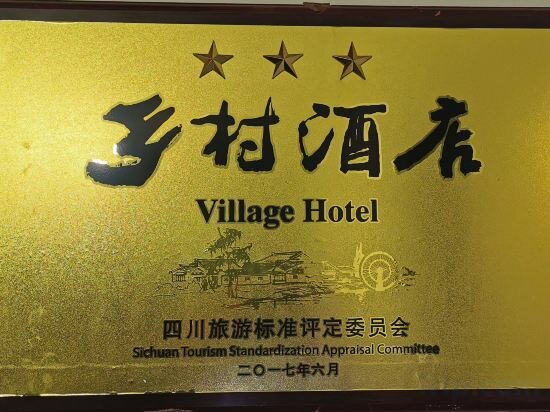 乡村酒店
Village Hotel
四川旅游标准评定委员会
Sichuan Tourism Standardization Appraisal Committee
二〇一七年六月